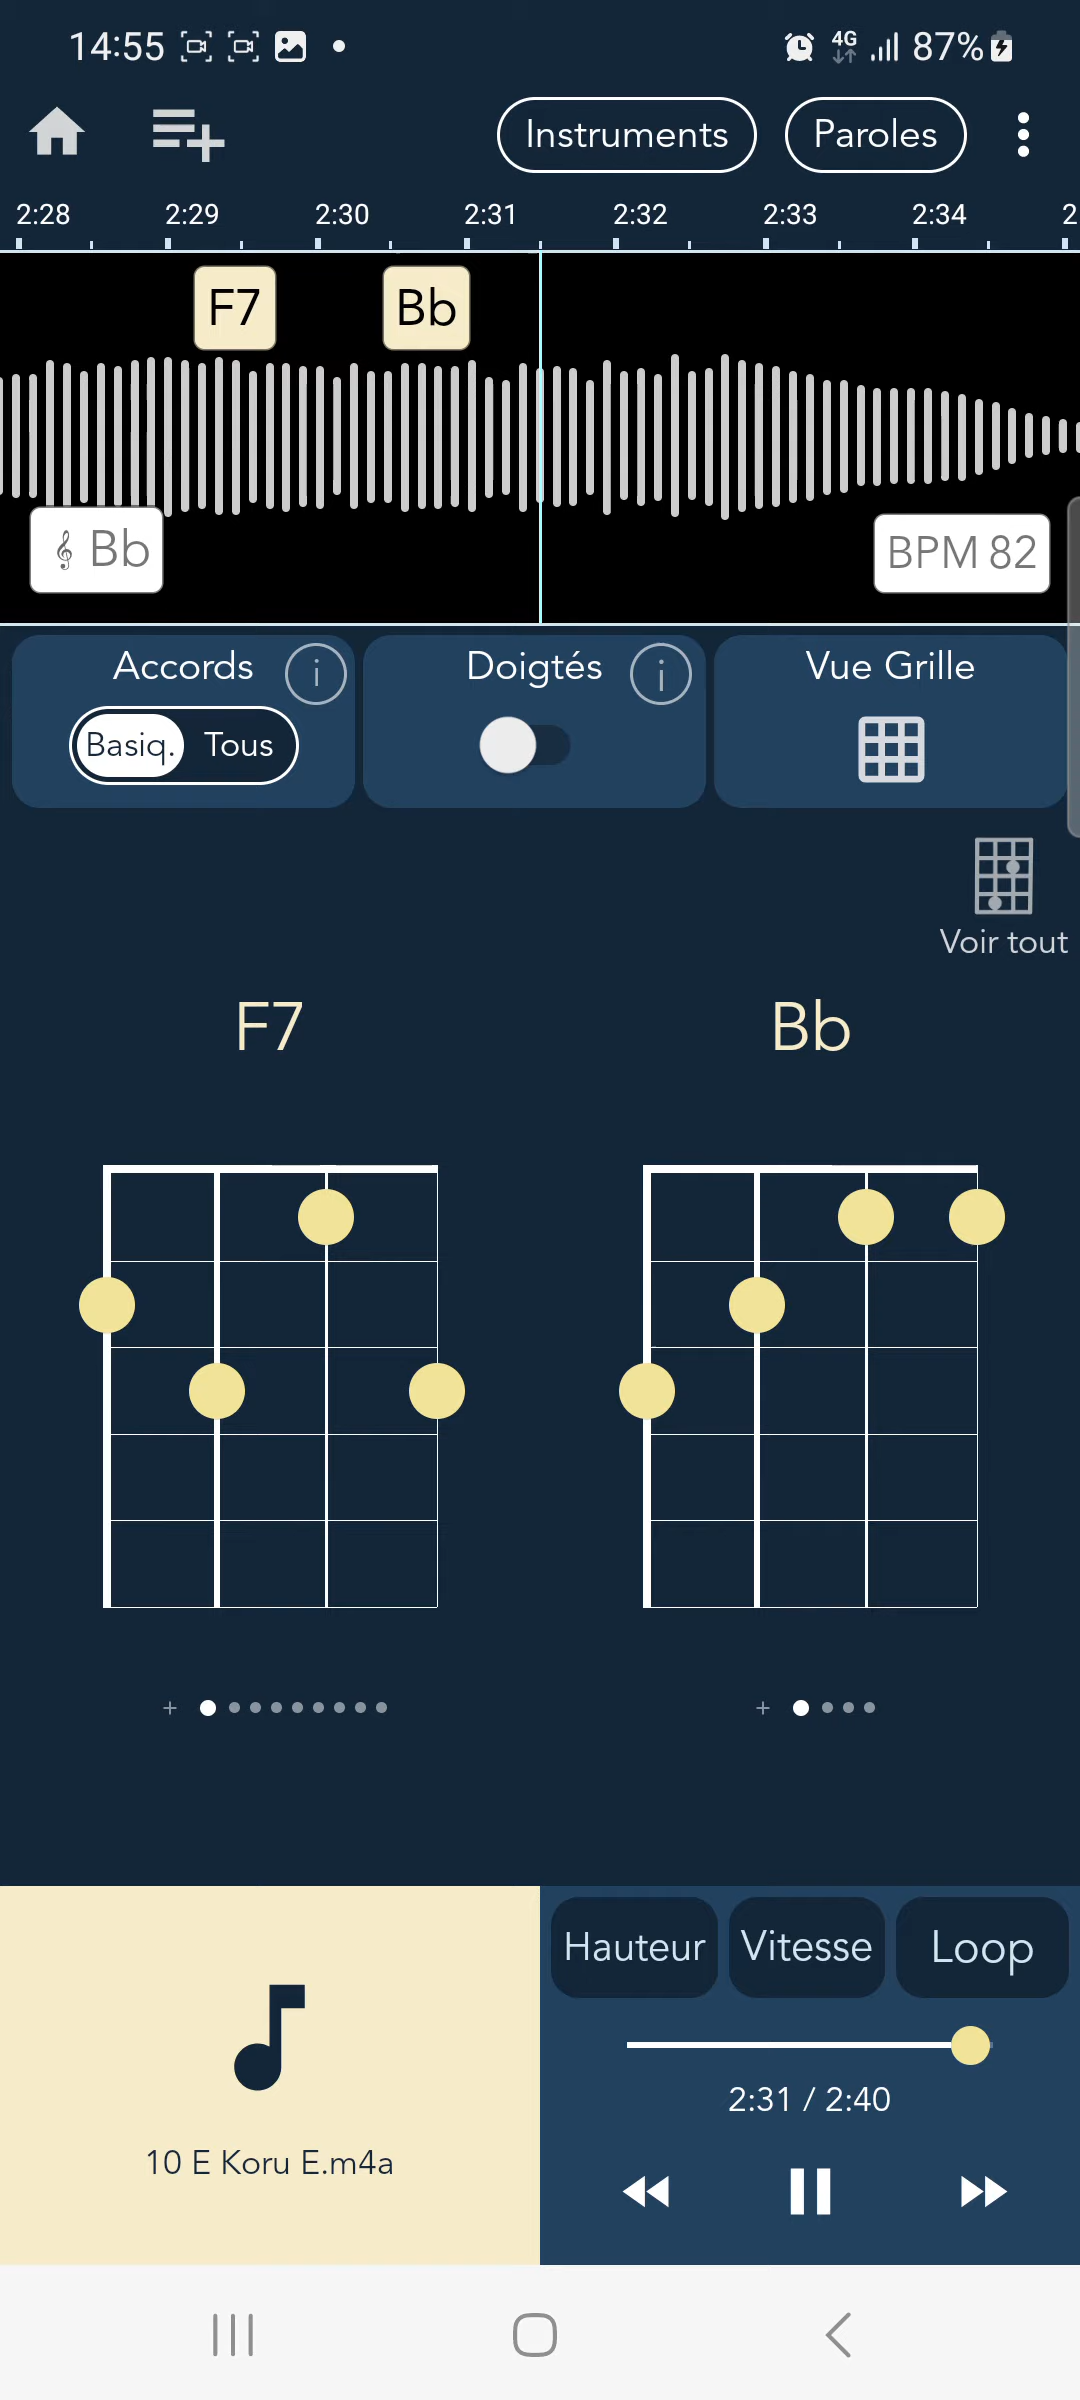 14:55
4G
87%
Instruments
Paroles
2:28 2:29 2:30 2:31 2:32 2:33 2:34 2
F7 Bb
Bb
BPM 82
Accords i Doigtés i Vue Grille
Basiq. Tous
Voir tout
F7 Bb
+ +
Hauteur Vitesse Loop
2:31 / 2:40
10 E Koru E.m4a